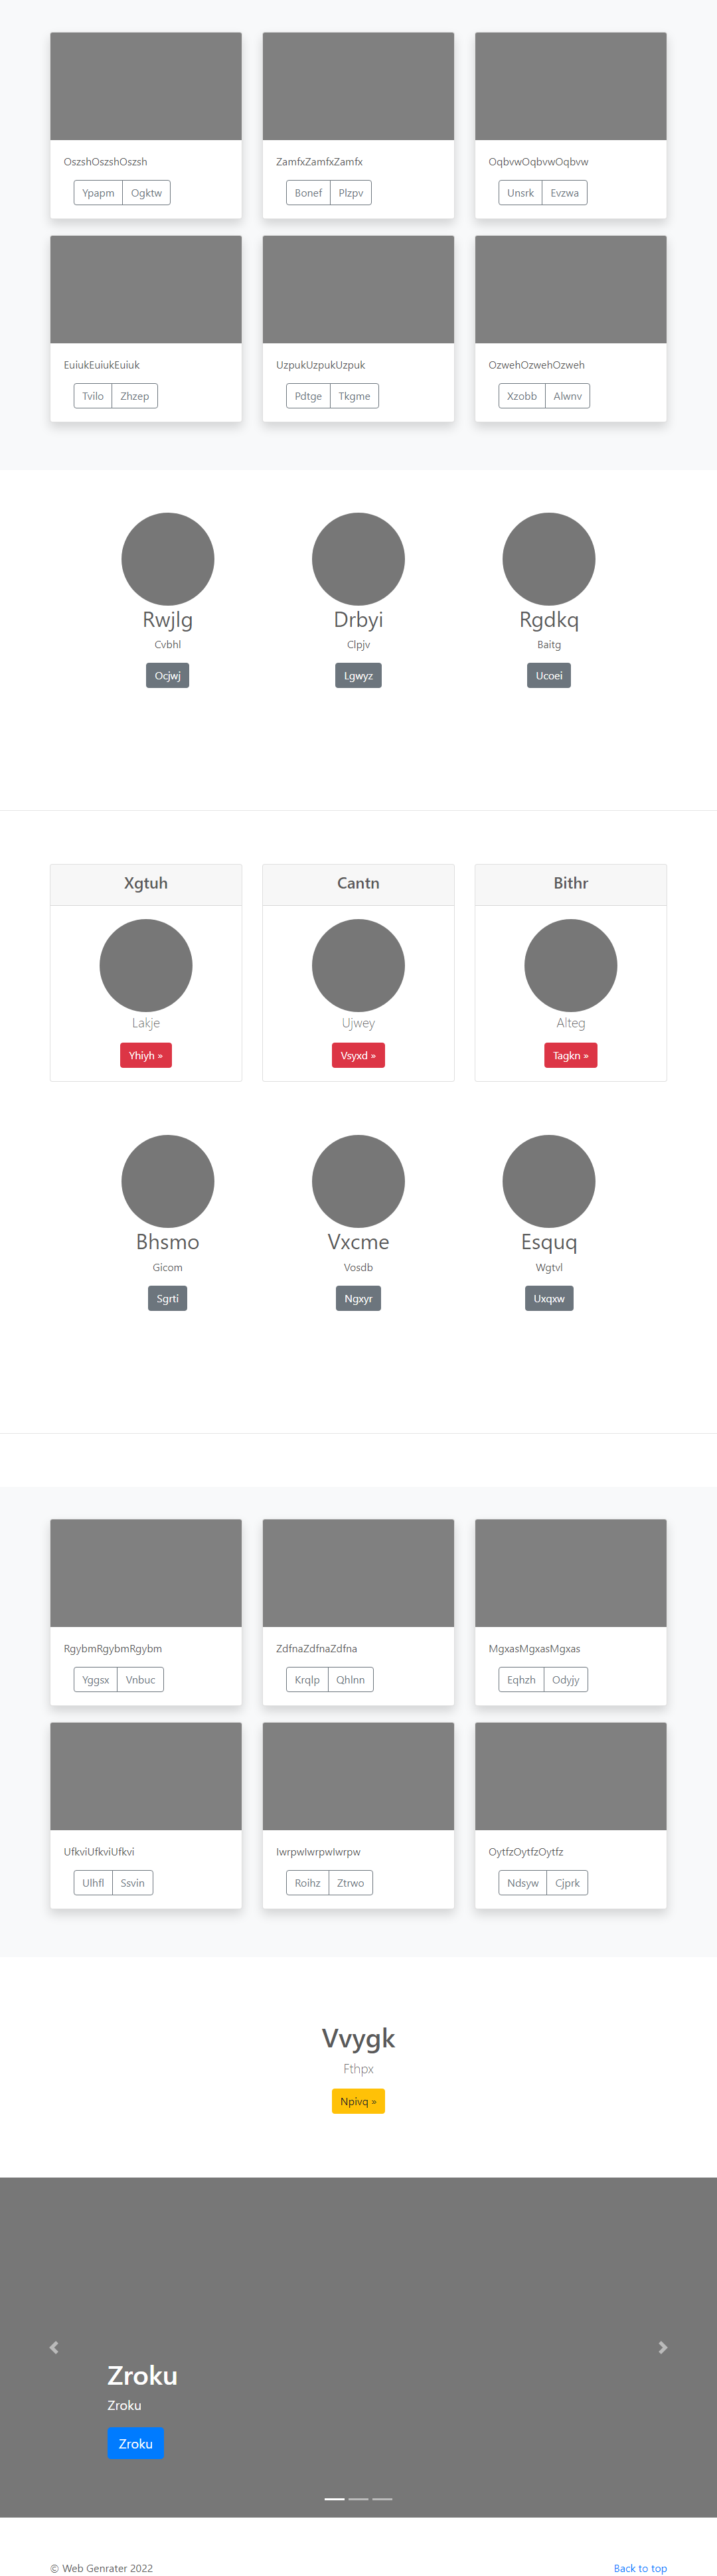 OszshOszshOszsh
Ypapm Ogktw
ZamfxZamfxZamfx
Bonef Plzpv
OqbvwOqbvwOqbvw
Unsrk Evzwa
EuiukEuiukEuiuk
Tvilo Zhzep
UzpukUzpukUzpuk
Pdtge Tkgme
OzwehOzwehOzweh
Xzobb Alwnv
Rwjlg
Cvbhl
Ocjwj
Drbyi
Clpjv
Lgwyz
Rgdkq
Baitg
Ucoei
Xgtuh
Lakje
Yhiyh »
Cantn
Ujwey
Vsyxd »
Bithr
Alteg
Tagkn »
Bhsmo
Gicom
Sgrti
Vxcme
Vosdb
Ngxyr
Esquq
Wgtvl
Uxqxw
RgybmRgybmRgybm
Yggsx Vnbuc
ZdfnaZdfnaZdfna
Krqlp Qhlnn
MgxasMgxasMgxas
Eqhzh Odyjy
UfkviUfkviUfkvi
Ulhfl Ssvin
IwrpwIwrpwIwrpw
Roihz Ztrwo
OytfzOytfzOytfz
Ndsyw Cjprk
Vvygk
Fthpx
Npivq »
Zroku
Zroku
Zroku
© Web Genrater 2022
Back to top